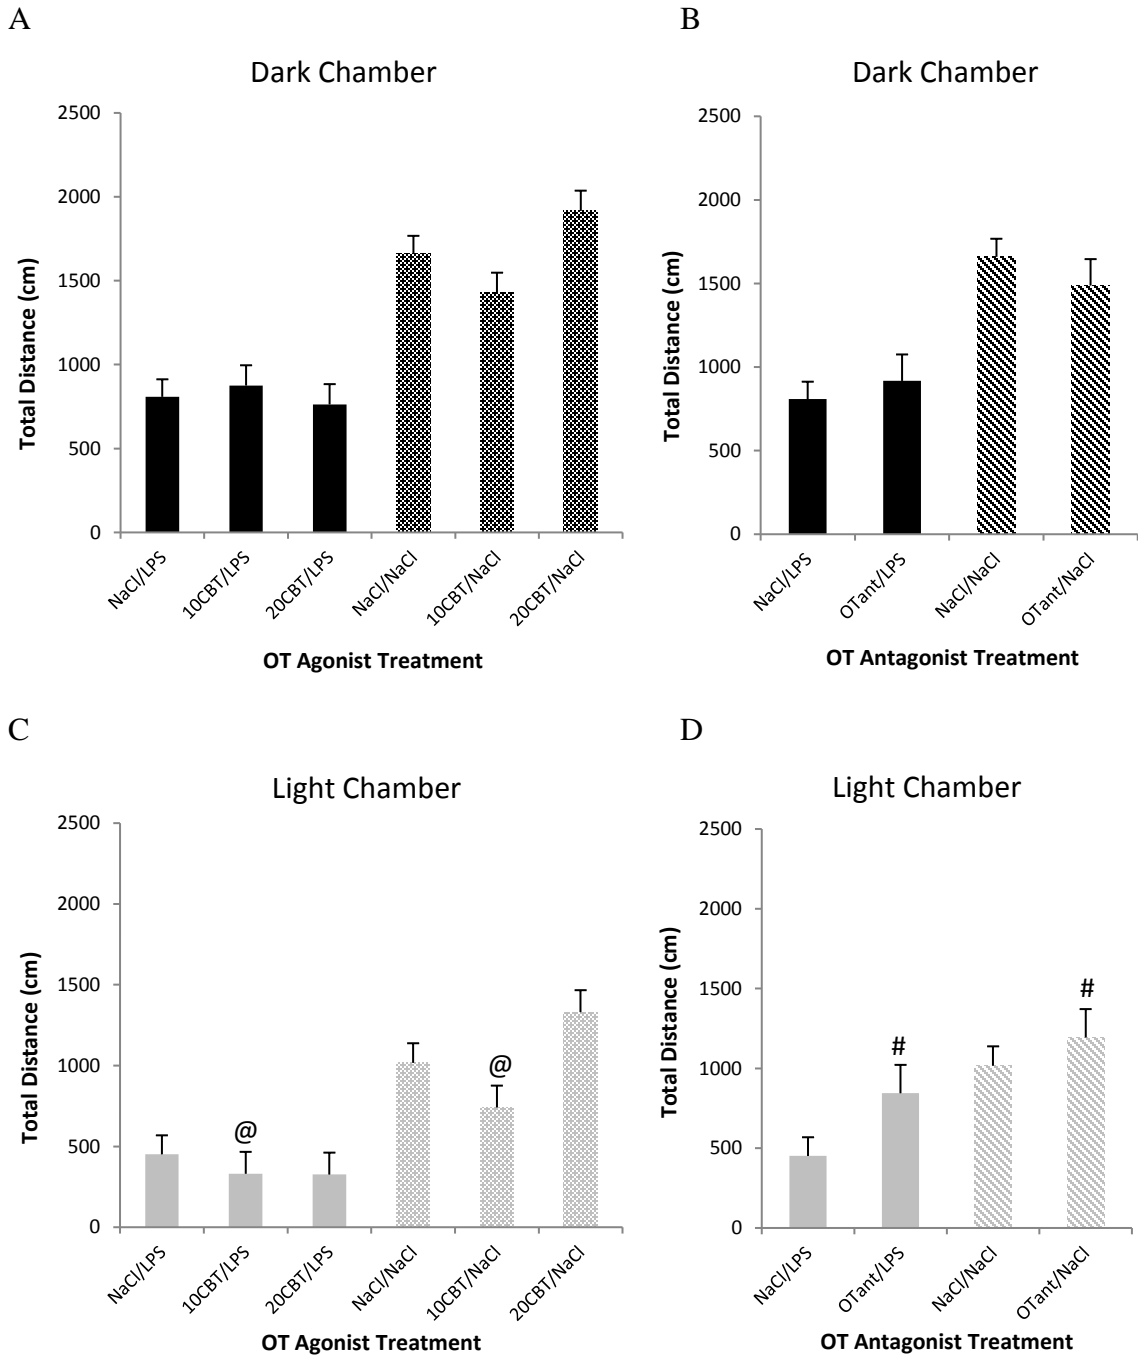 A
Dark Chamber
Total Distance (cm)
2500
2000
1500
1000
500
0
NaCl/LPS
10CBT/LPS
20CBT/LPS
NaCl/NaCl
10CBT/NaCl
20CBT/NaCl
OT Agonist Treatment
B
Dark Chamber
Total Distance (cm)
2500
2000
1500
1000
500
0
NaCl/LPS
OTant/LPS
NaCl/NaCl
OTant/NaCl
OT Antagonist Treatment
C
Light Chamber
Total Distance (cm)
2500
2000
1500
1000
500
0
@
@
NaCl/LPS
10CBT/LPS
20CBT/LPS
NaCl/NaCl
10CBT/NaCl
20CBT/NaCl
OT Agonist Treatment
D
Light Chamber
Total Distance (cm)
2500
2000
1500
1000
500
0
#
#
NaCl/LPS
OTant/LPS
NaCl/NaCl
OTant/NaCl
OT Antagonist Treatment